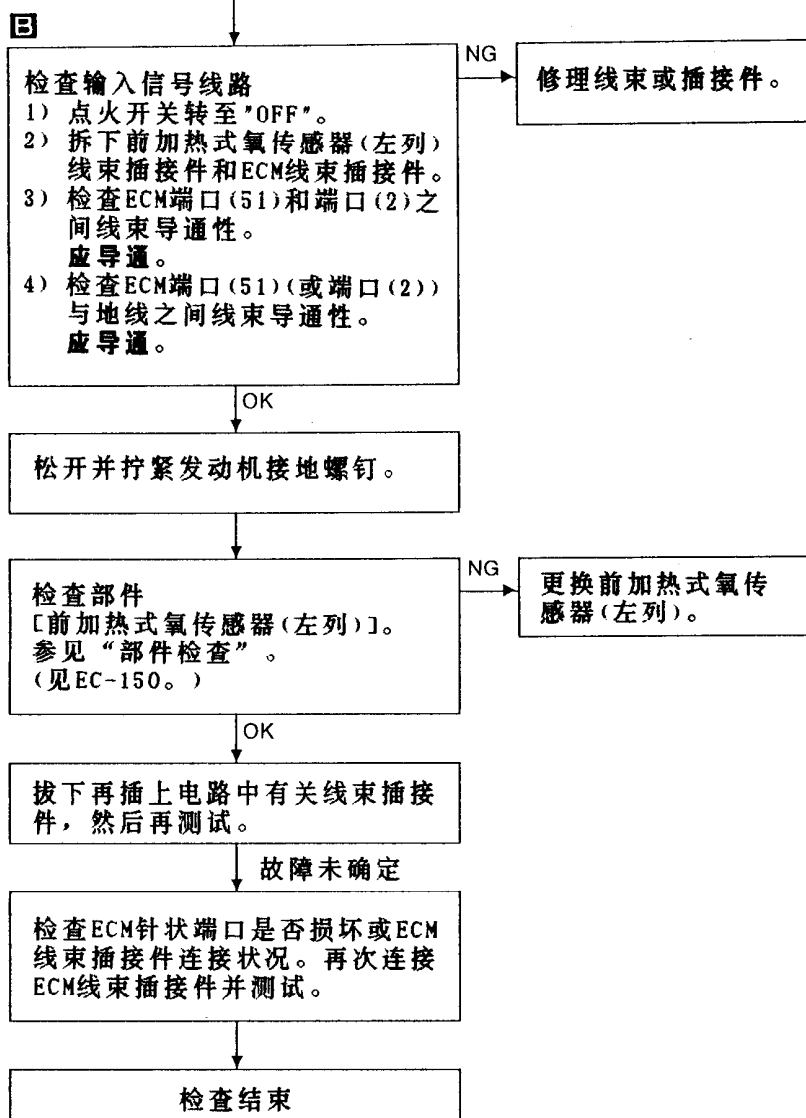 B
检查输入信号线路
1) 点火开关转至"OFF"。
2) 拆下前加热式氧传感器(左列)
线束插接件和ECM线束插接件。
3) 检查ECM端口(51)和端口(2)之
间线束导通性。
应导通。
4) 检查ECM端口(51)(或端口(2))
与地线之间线束导通性。
应导通。
NG
修理线束或插接件。
OK
松开并拧紧发动机接地螺钉。
检查部件
[前加热式氧传感器(左列)]。
参见“部件检查”。
(见EC-150。)
NG
更换前加热式氧传
感器(左列)。
OK
拔下再插上电路中有关线束插接
件，然后再测试。
故障未确定
检查ECM针状端口是否损坏或ECM
线束插接件连接状况。再次连接
ECM线束插接件并测试。
检查结束